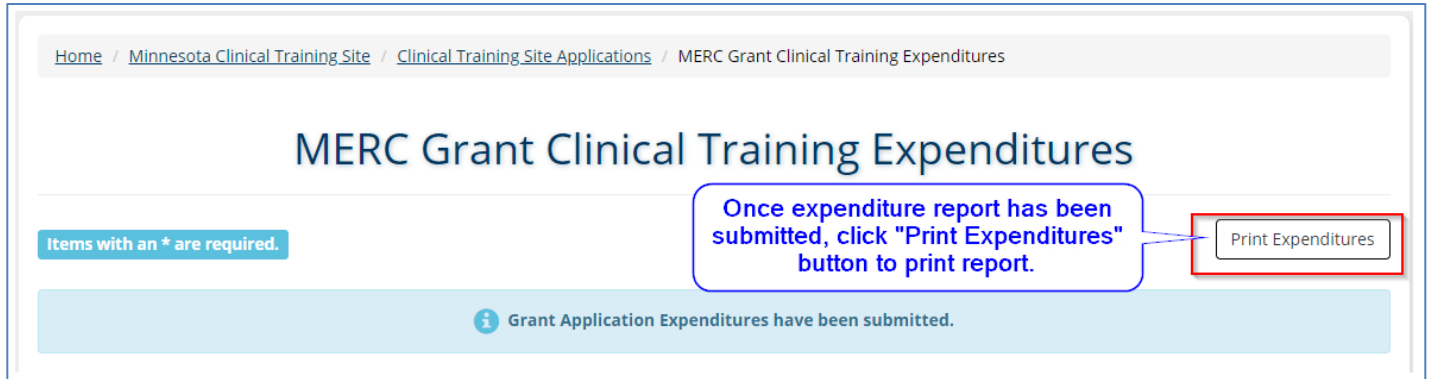 Home / Minnesota Clinical Training Site / Clinical Training Site Applications / MERC Grant Clinical Training Expenditures
MERC Grant Clinical Training Expenditures
Items with an * are required.
Once expenditure report has been
submitted, click "Print Expenditures"
button to print report.
Print Expenditures
Grant Application Expenditures have been submitted.